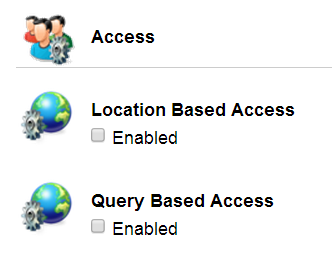 Access
Location Based Access
Enabled
Query Based Access
Enabled